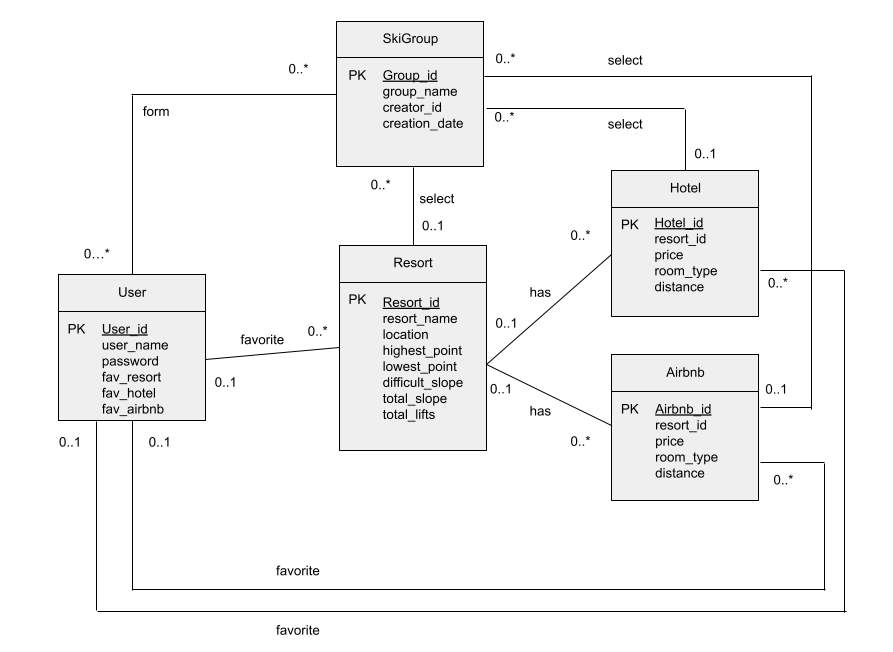 SkiGroup
PK Group_id
group_name
creator_id
creation_date
0..*
form
0..*
select
0..*
select
0..1
0..*
select
0..1
Hotel
PK Hotel_id
resort_id
price
room_type
distance
0..*
0...*
User
PK User_id
user_name
password
fav_resort
fav_hotel
fav_airbnb
favorite
0..*
0..1
0..1
0..1
Resort
PK Resort_id
resort_name
location
highest_point
lowest_point
difficult_slope
total_slope
total_lifts
0..*
has
0..1
0..1
has
0..*
Airbnb
PK Airbnb_id
resort_id
price
room_type
distance
0..1
0..*
favorite
favorite